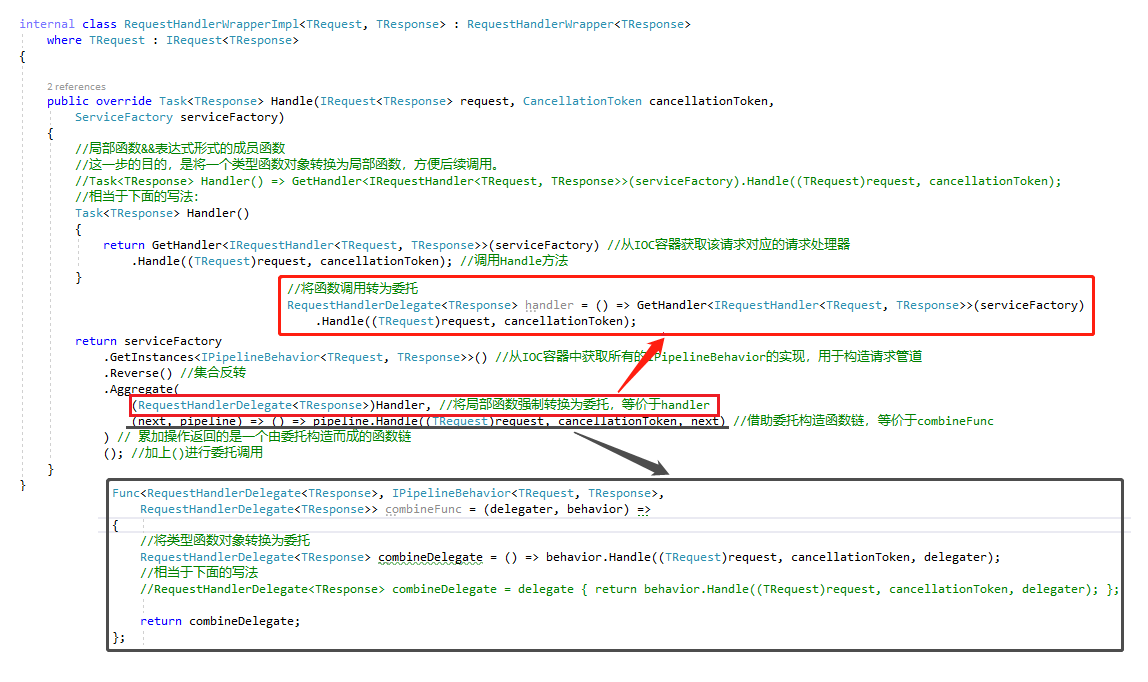 internal class RequestHandlerWrapperImpl<TRequest, TResponse> : RequestHandlerWrapper<TResponse>
where TRequest : IRequest<TResponse>
{
2 references
public override Task<TResponse> Handle(IRequest<TResponse> request, CancellationToken cancellationToken,
ServiceFactory serviceFactory)
{
//局部函数&&表达式形式的成员函数
//这一步的目的，是将一个类型函数对象转换为局部函数，方便后续调用。
//Task<TResponse> Handler() => GetHandler<IRequestHandler<TRequest, TResponse>>(serviceFactory).Handle((TRequest)request, cancellationToken);
//相当于下面的写法：
Task<TResponse> Handler()
{
return GetHandler<IRequestHandler<TRequest, TResponse>>(serviceFactory) //从IOC容器获取该请求对应的请求处理器
.Handle((TRequest)request, cancellationToken); //调用Handle方法
}
//将函数调用转为委托
RequestHandlerDelegate<TResponse> handler = () => GetHandler<IRequestHandler<TRequest, TResponse>>(serviceFactory)
.Handle((TRequest)request, cancellationToken);
return serviceFactory
.GetInstances<IPipelineBehavior<TRequest, TResponse>>() //从IOC容器中获取所有的IPipelineBehavior的实现，用于构造请求管道
.Reverse() //集合反转
.Aggregate(
(RequestHandlerDelegate<TResponse>)Handler, //将局部函数强制转换为委托，等价于handler
(next, pipeline) => () => pipeline.Handle((TRequest)request, cancellationToken, next) //借助委托构造函数链，等价于combineFunc
) // 累加操作返回的是一个由委托构造而成的函数链
(); //加上()进行委托调用
}
}
Func<RequestHandlerDelegate<TResponse>, IPipelineBehavior<TRequest, TResponse>,
RequestHandlerDelegate<TResponse>> combineFunc = (delegater, behavior) =>
{
//将类型函数对象转换为委托
RequestHandlerDelegate<TResponse> combineDelegate = () => behavior.Handle((TRequest)request, cancellationToken, delegater);
//相当于下面的写法
//RequestHandlerDelegate<TResponse> combineDelegate = delegate { return behavior.Handle((TRequest)request, cancellationToken, delegater); };
return combineDelegate;
};